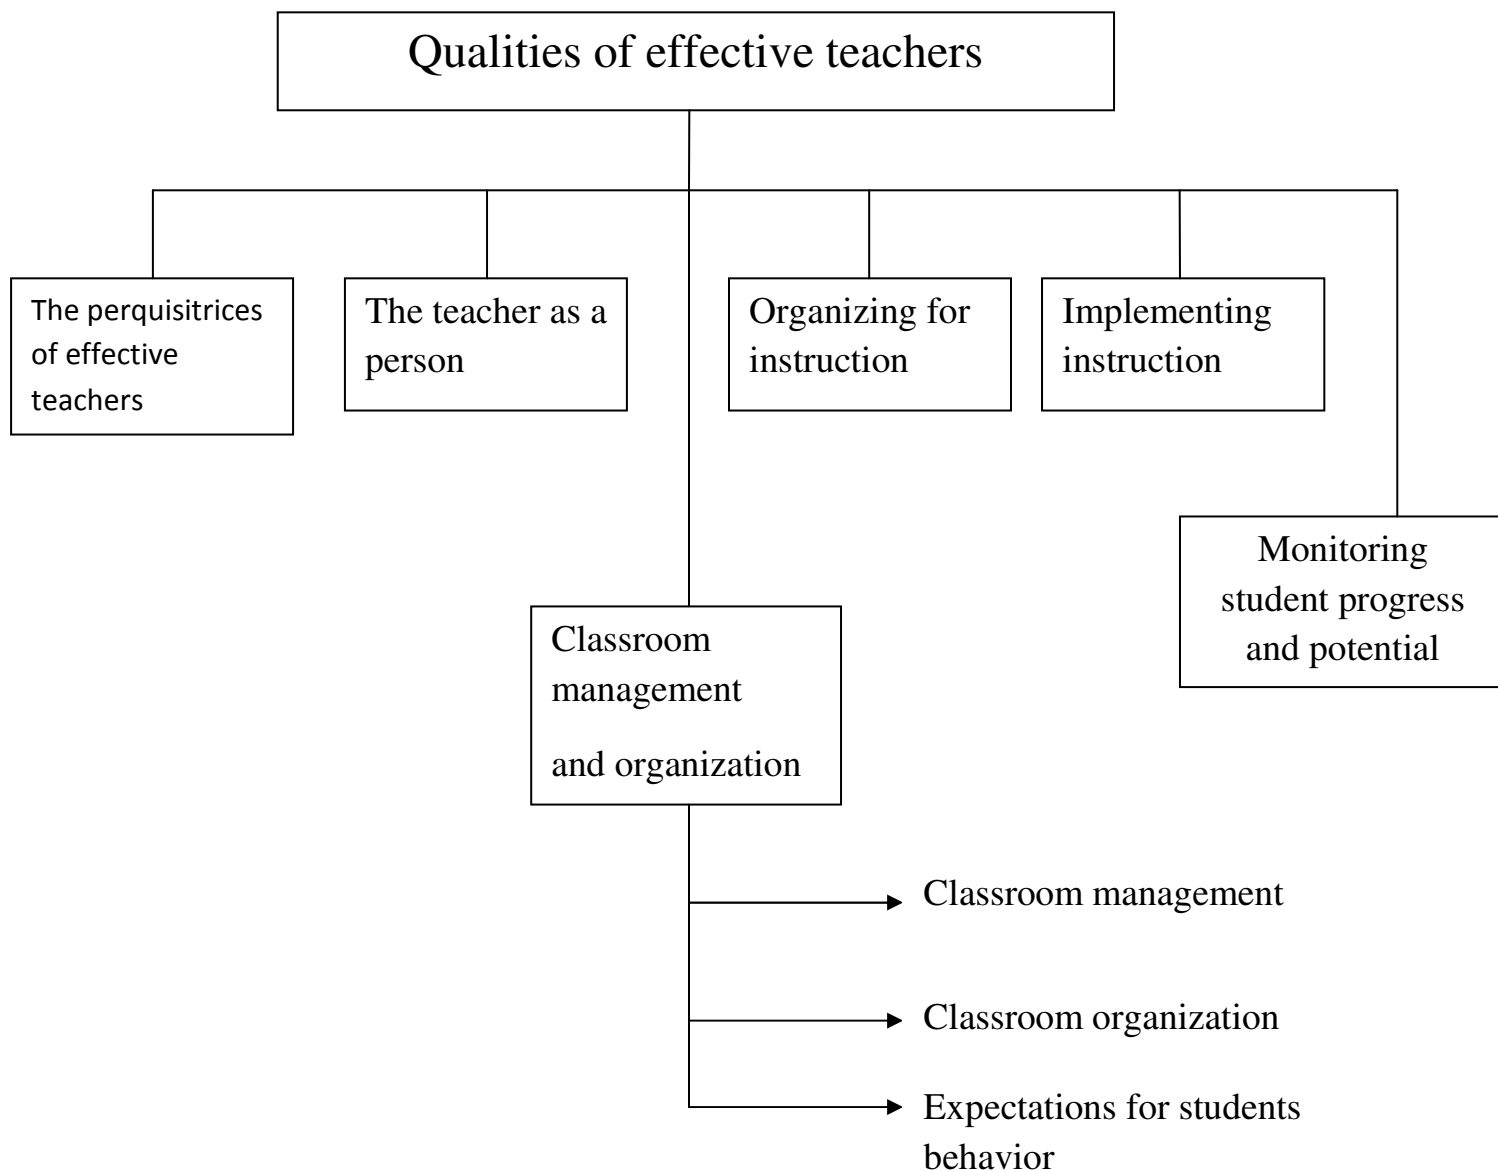 Qualities of effective teachers
The perquisitrices
of effective
teachers
The teacher as a
person
Organizing for
instruction
Implementing
instruction
Monitoring
student progress
and potential
Classroom
management
and organization
Classroom management
Classroom organization
Expectations for students
behavior